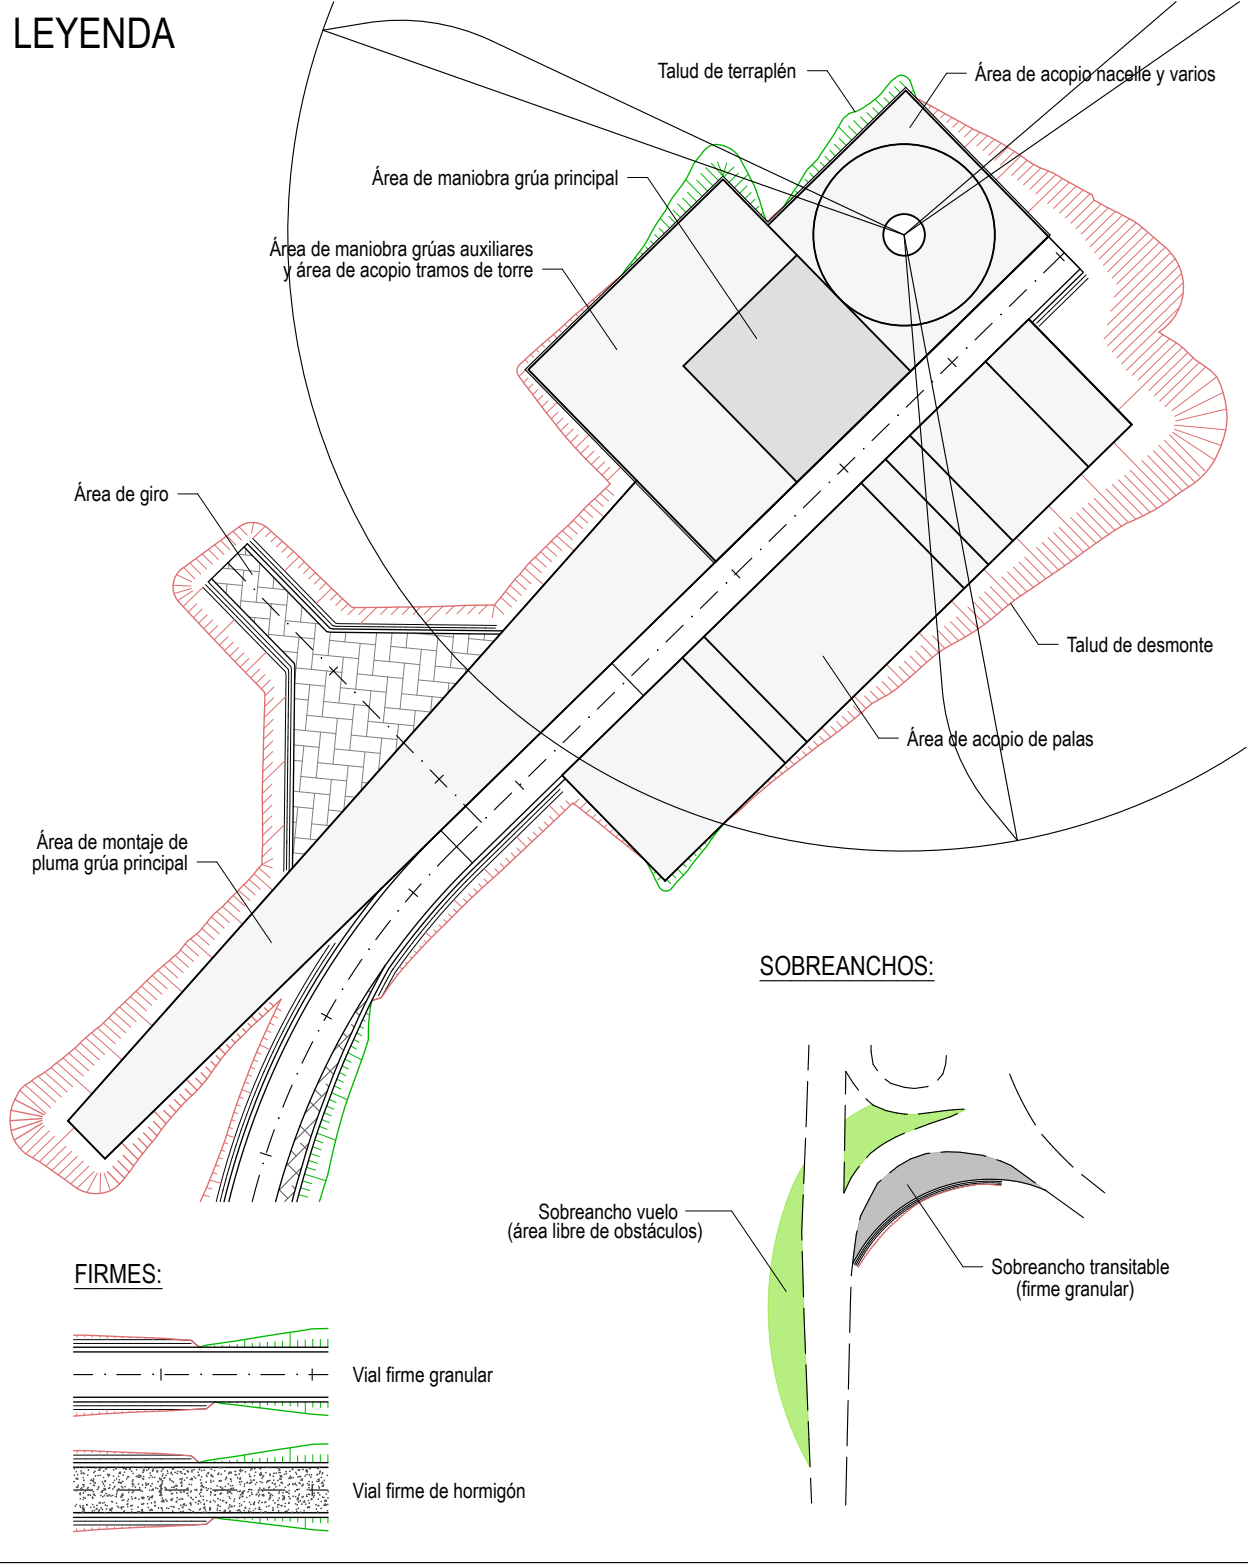 LEYENDA
Talud de terraplén
Área de acopio nacelle y varios
Área de maniobra grúa principal
Área de maniobra grúas auxiliares
y área de acopio tramos de torre
Área de giro
Talud de desmonte
Área de acopio de palas
Área de montaje de
pluma grúa principal
SOBREANCHOS:
Sobreancho vuelo
(área libre de obstáculos)
Sobreancho transitable
(firme granular)
FIRMES:
Vial firme granular
Vial firme de hormigón